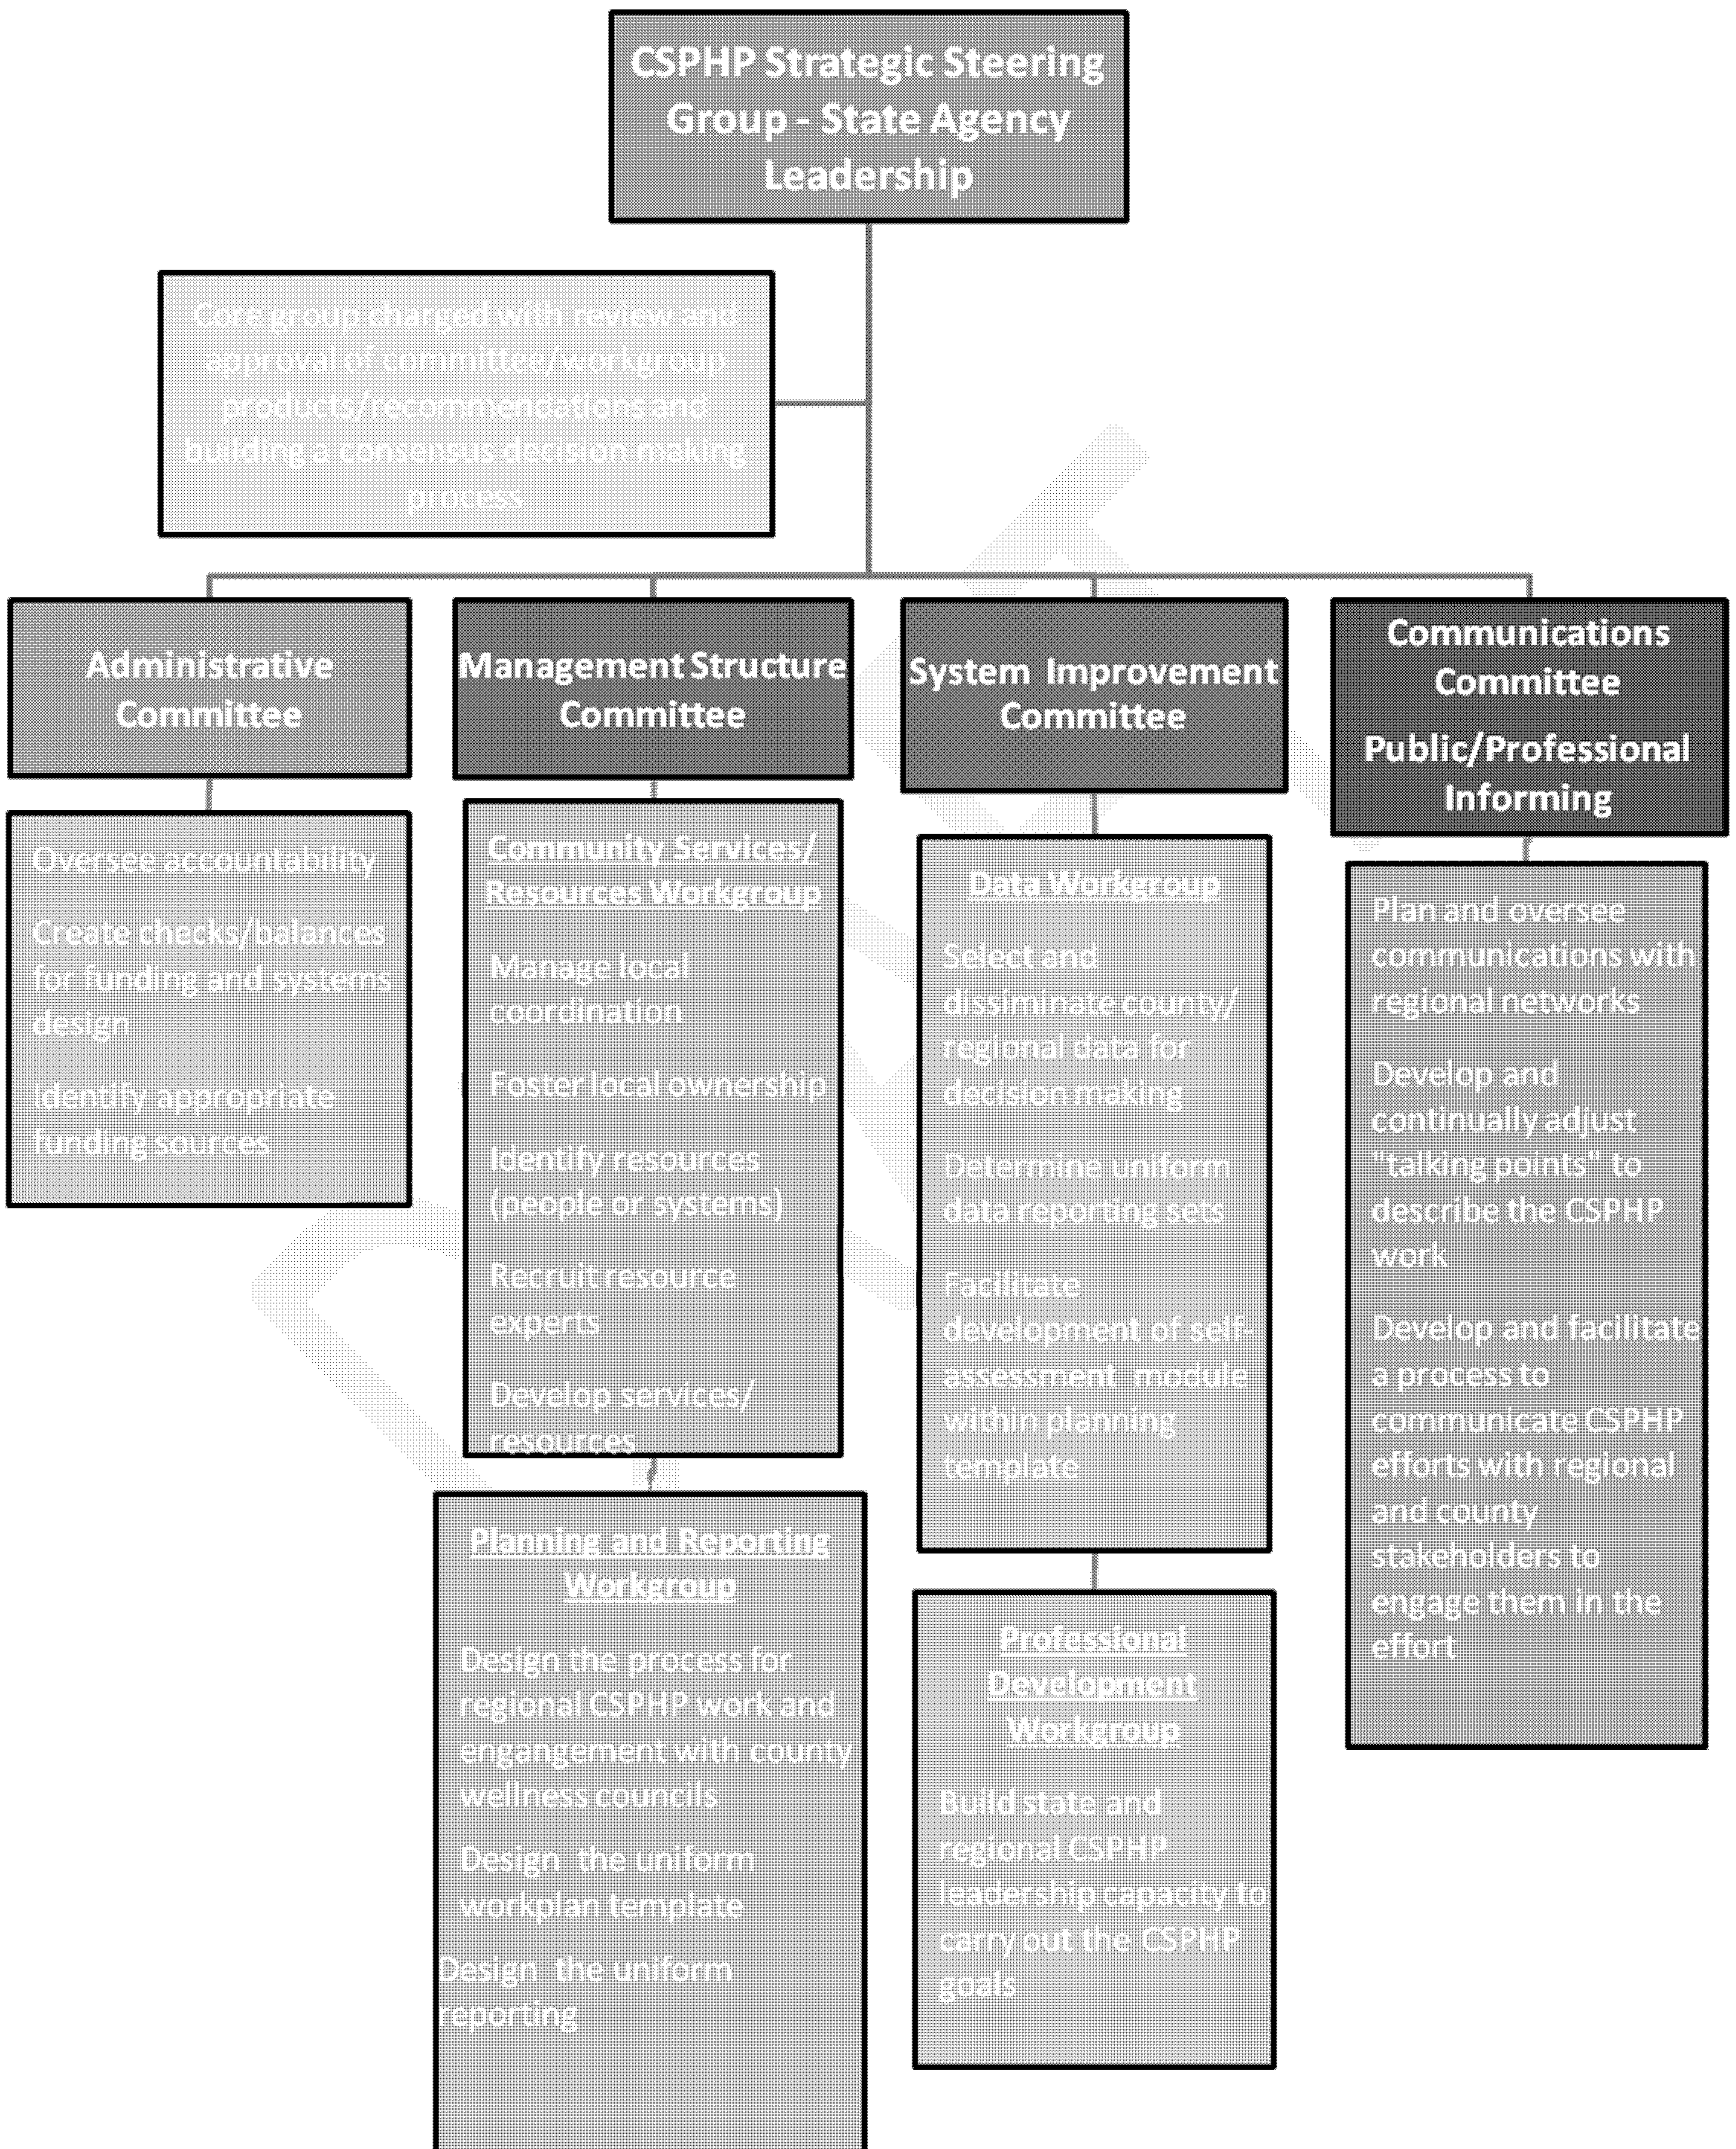 CSPHP Strategic Steering
Group - State Agency
Leadership
Core group charged with review and
approval of committee/workgroup
products/recommendations and
building a consensus decision making
process
Administrative
Committee
Oversee accountability
Create checks/balances
for funding and systems
design
Identify appropriate
funding sources
Management Structure
Committee
Community Services/
Resources Workgroup
Manage local
coordination
Foster local ownership
Identify resources
(people or systems)
Recruit resource
experts
Develop services/
resources
Planning and Reporting
Workgroup
Design the process for
regional CSPHP work and
engangement with county
wellness councils
Design the uniform
workplan template
Design the uniform
reporting
System Improvement
Committee
Data Workgroup
Select and
dissiminate county/
regional data for
decision making
Determine uniform
data reporting sets
Facilitate
development of self-
assessment module
within planning
template
Professional
Development
Workgroup
Build state and
regional CSPHP
leadership capacity to
carry out the CSPHP
goals
Communications
Committee
Public/Professional
Informing
Plan and oversee
communications with
regional networks
Develop and
continually adjust
"talking points" to
describe the CSPHP
work
Develop and facilitate
a process to
communicate CSPHP
efforts with regional
and county
stakeholders to
engage them in the
effort